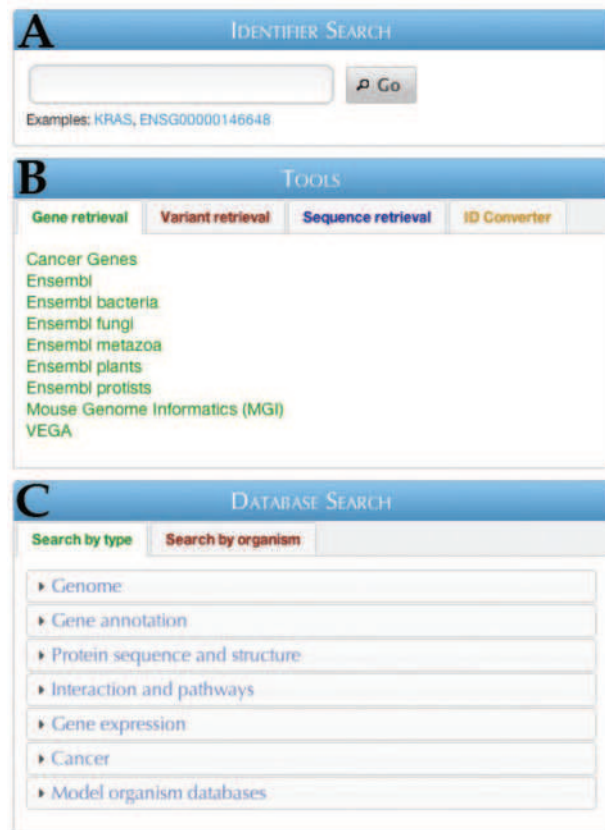 A
IDENTIFIER SEARCH
Go
Examples: KRAS, ENSG00000146648
B
TOOLS
Gene retrieval Variant retrieval Sequence retrieval ID Converter
Cancer Genes
Ensembl
Ensembl bacteria
Ensembl fungi
Ensembl metazoa
Ensembl plants
Ensembl protists
Mouse Genome Informatics (MGI)
VEGA
C
DATABASE SEARCH
Search by type Search by organism
Genome
Gene annotation
Protein sequence and structure
Interaction and pathways
Gene expression
Cancer
Model organism databases